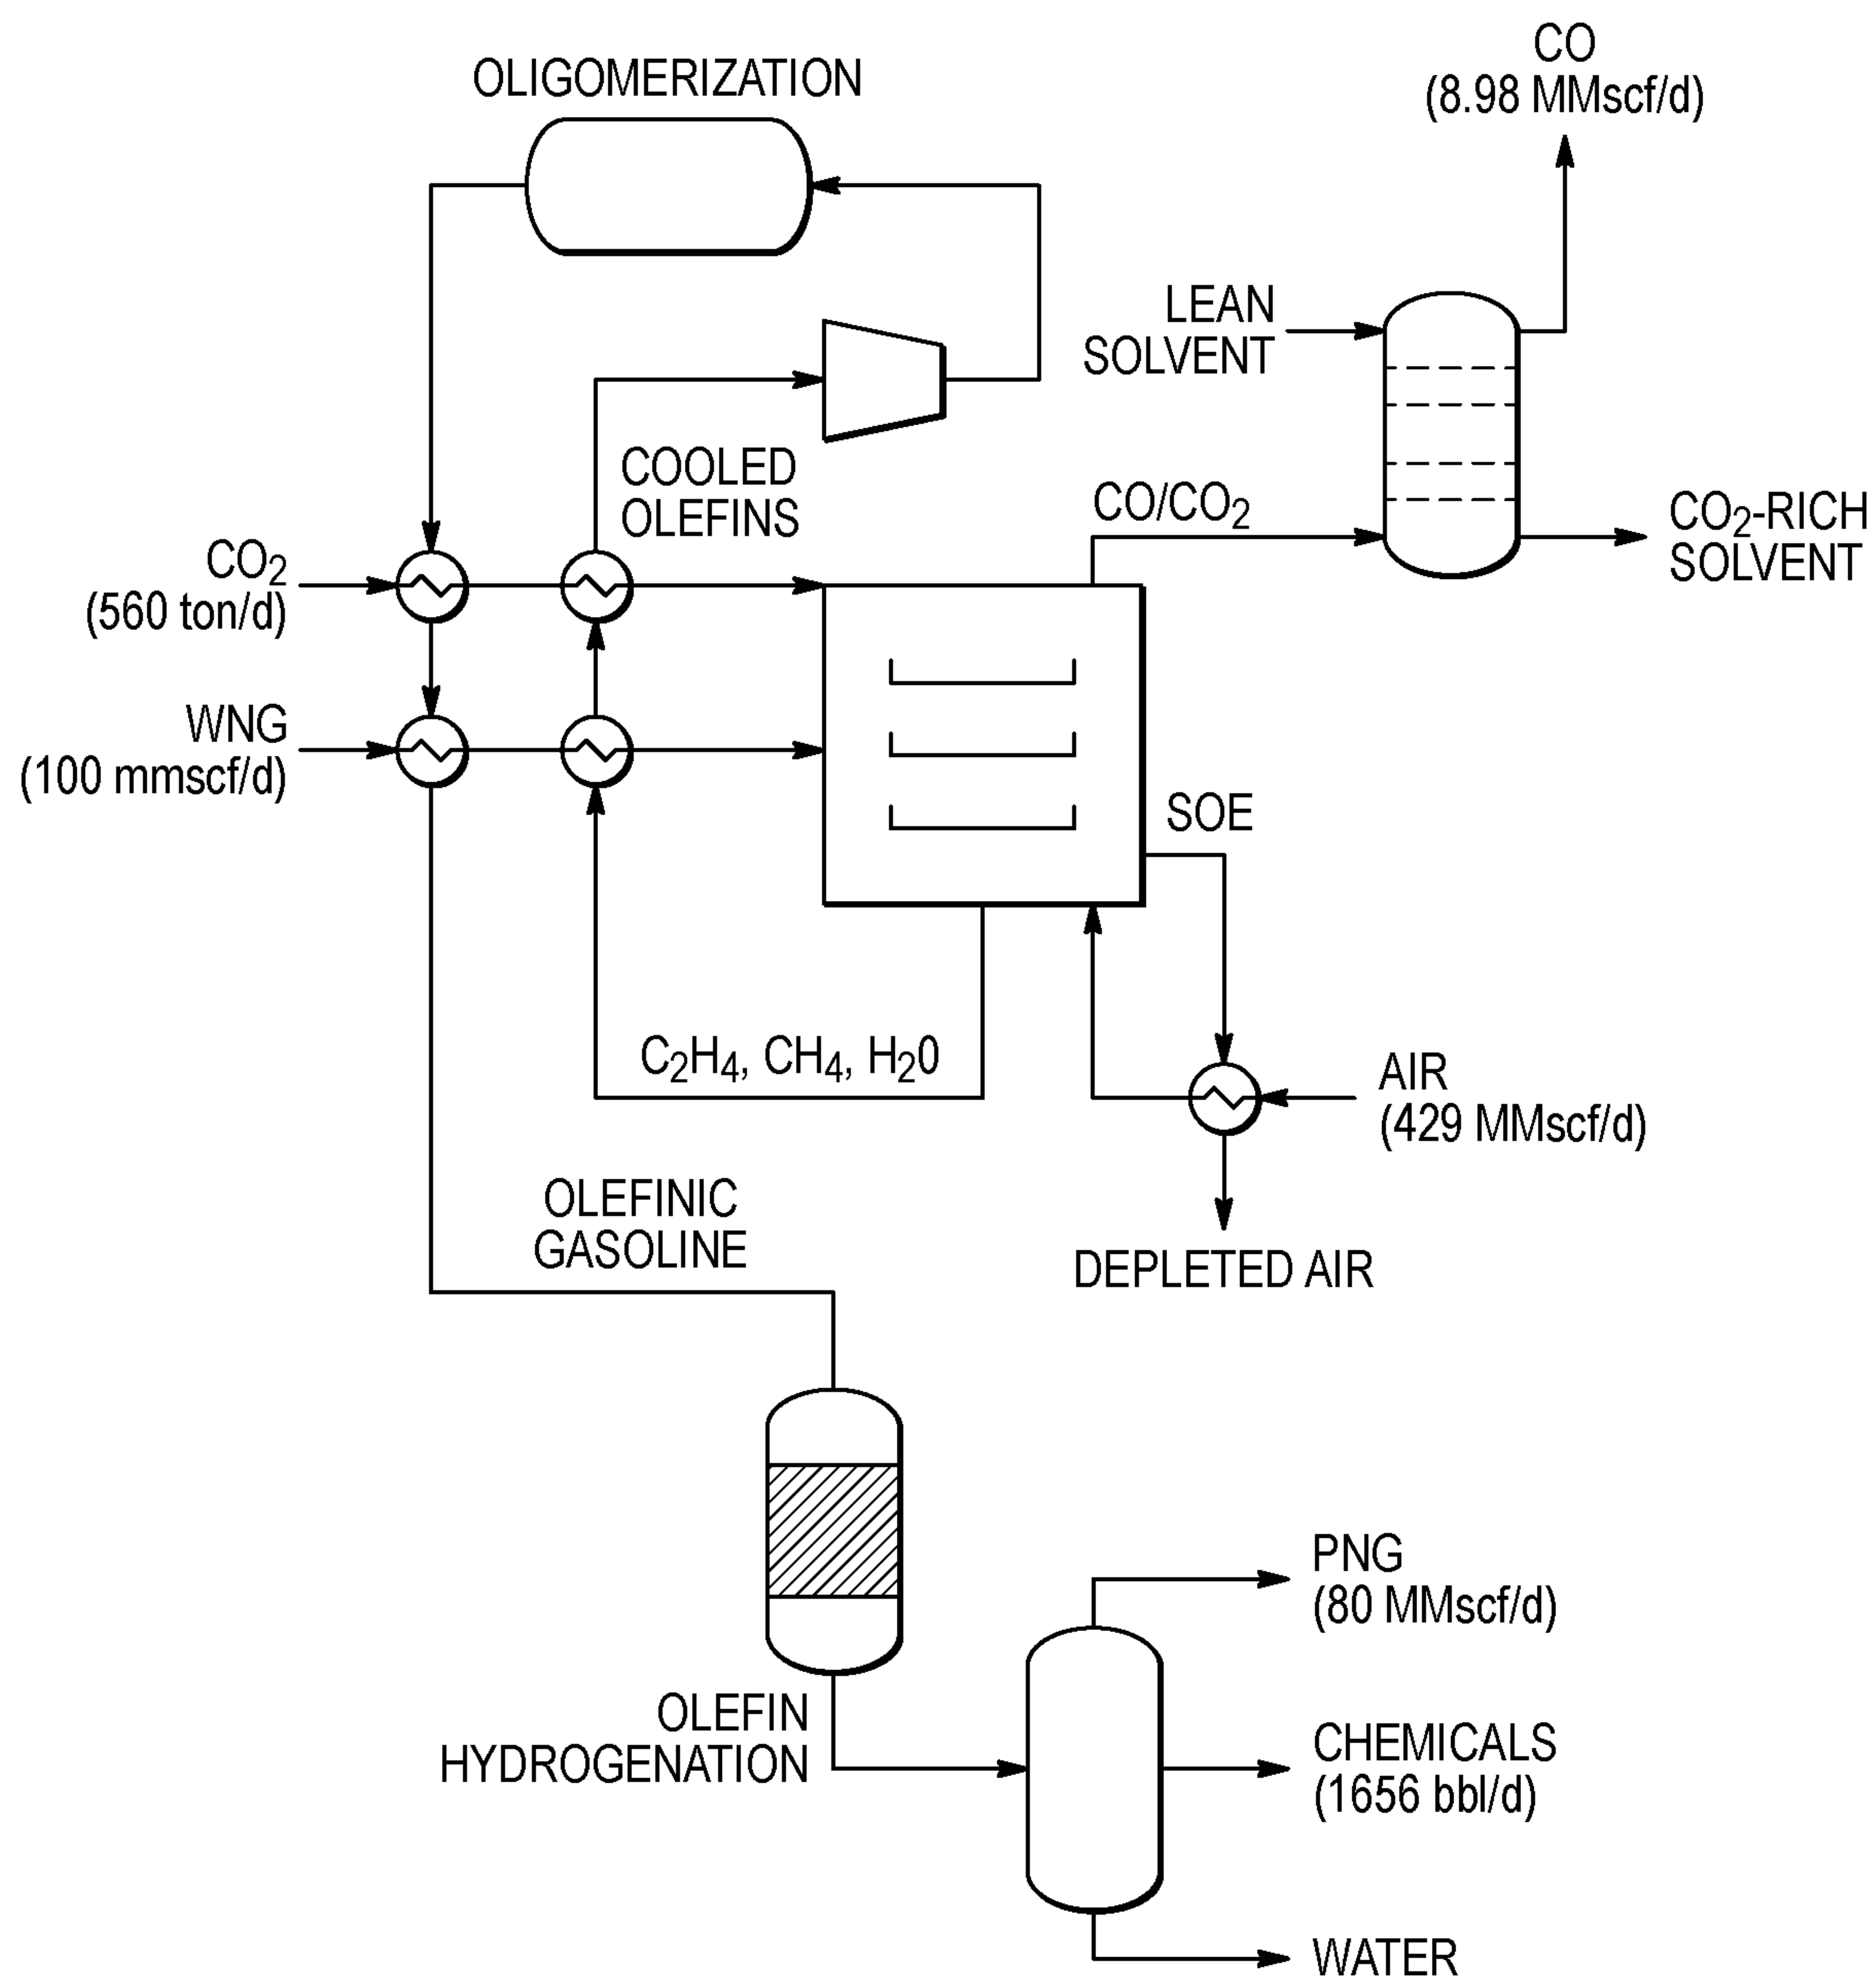 CO
(8.98 MMscf/d)
OLIGOMERIZATION
LEAN
SOLVENT
COOLED
OLEFINS
CO/CO2
CO2-RICH
SOLVENT
CO2
(560 ton/d)
WNG
(100 mmscf/d)
SOE
C2H4, CH4, H20
AIR
(429 MMscf/d)
OLEFINIC
GASOLINE
DEPLETED AIR
PNG
(80 MMscf/d)
OLEFIN
HYDROGENATION
CHEMICALS
(1656 bbl/d)
WATER